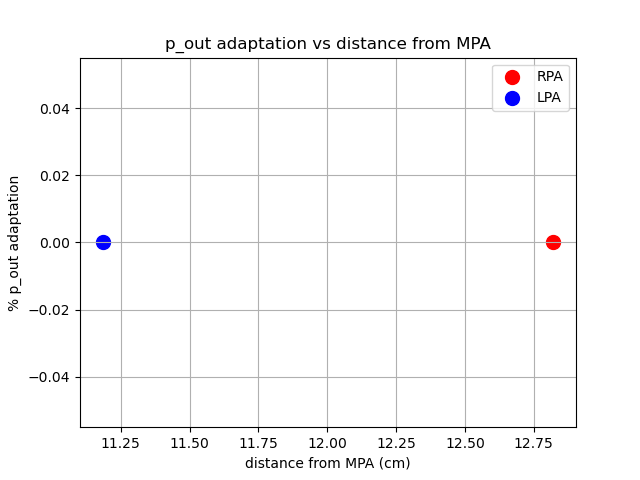 p_out adaptation vs distance from MPA
RPA
LPA
% p_out adaptation
0.04
0.02
0.00
−0.02
−0.04
11.25 11.50 11.75 12.00 12.25 12.50 12.75
distance from MPA (cm)